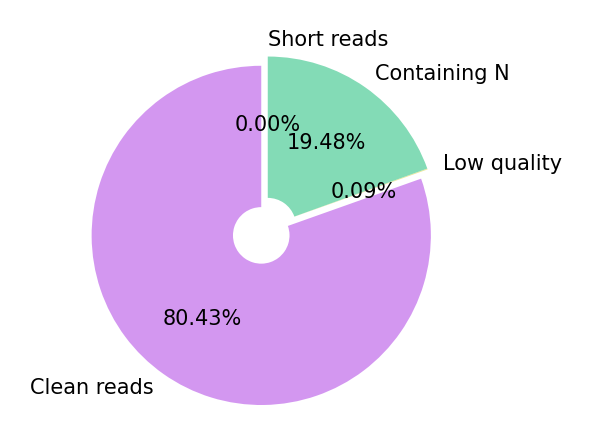 Short reads
Containing N
0.00%
19.48%
Low quality
0.09%
80.43%
Clean reads